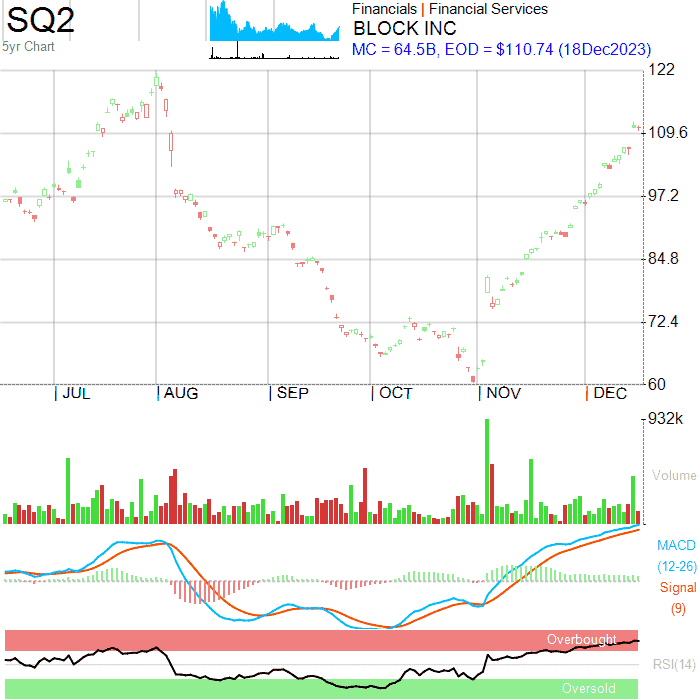 SQ2
5yr Chart
Financials | Financial Services
BLOCK INC
MC = 64.5B, EOD = $110.74 (18Dec2023)
122
109.6
97.2
84.8
72.4
60
JUL AUG SEP OCT NOV DEC
932k
Volume
MACD
(12-26)
Signal
(9)
Overbought
RSI(14)
Oversold